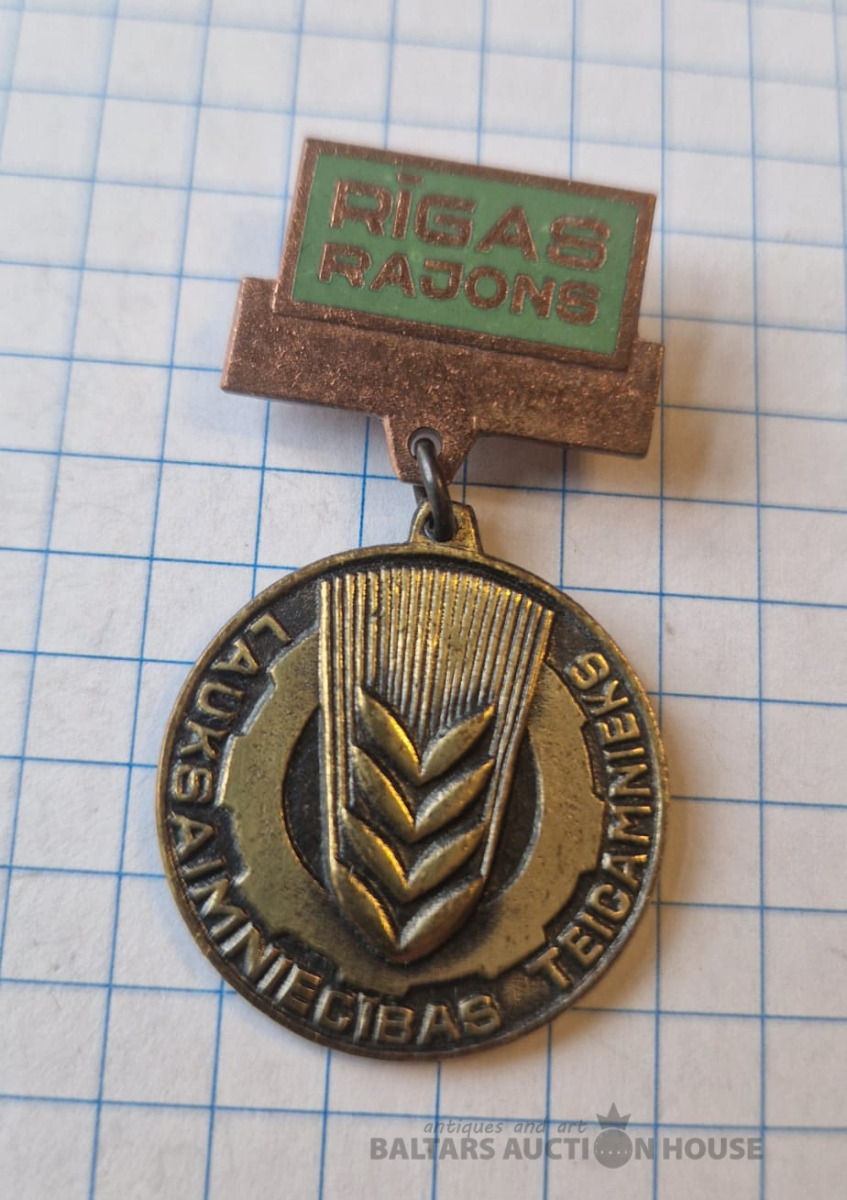 RĪGAS
RAJONS
LAUKSAIMNIECĪBAS TEICAMNIEKS
antiques and art
BALTARS AUCTION HOUSE